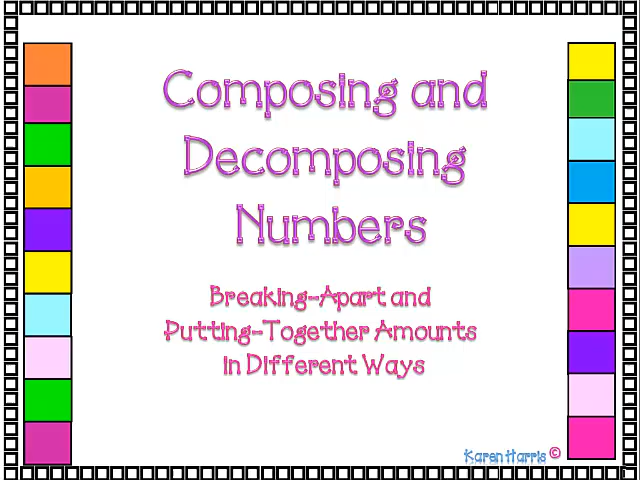 Composing and
Decomposing
Numbers
Breaking-Apart and
Putting-Together Amounts
in Different Ways
Karen Harris ©